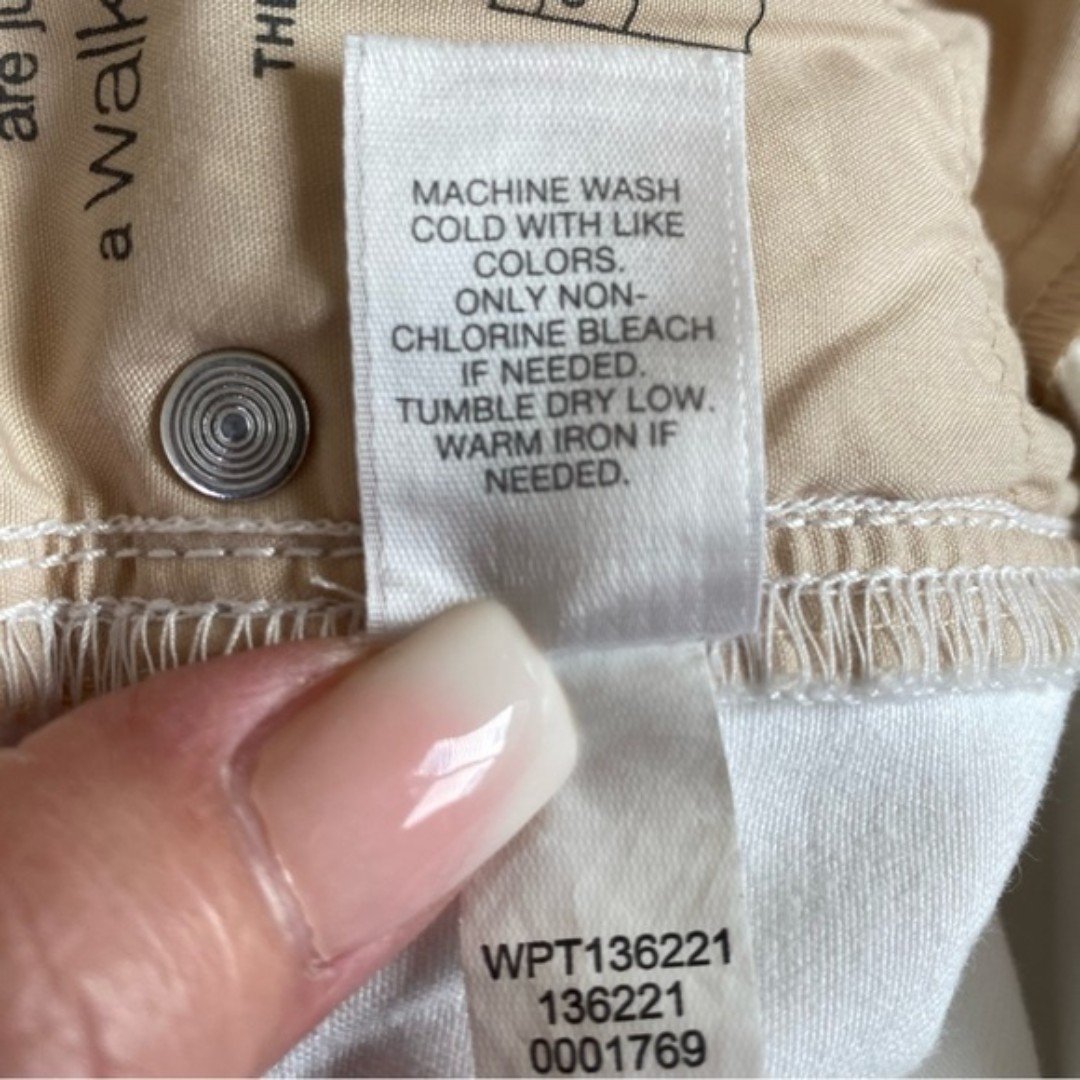 are
a walk
MACHINE WASH
COLD WITH LIKE
COLORS.
ONLY NON-
CHLORINE BLEACH
IF NEEDED.
TUMBLE DRY LOW.
WARM IRON IF
NEEDED.
WPT136221
136221
0001769